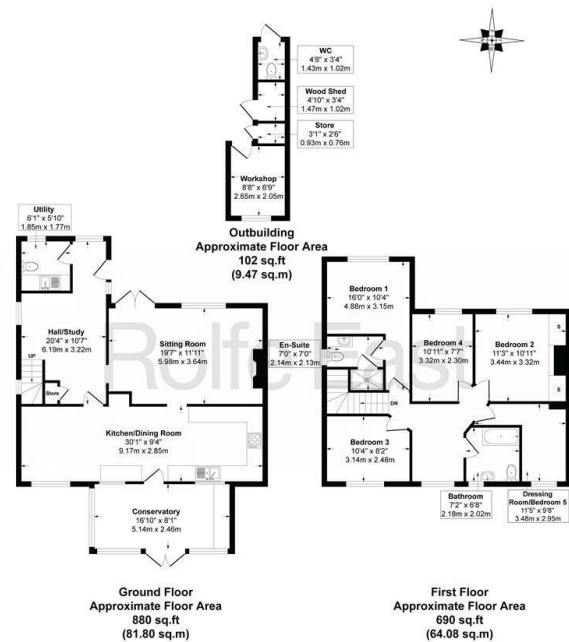 WC
4'8" x 3'4"
1.43m x 1.02m
Wood Shed
4'10" x 3'4"
1.47m x 1.02m
Store
3'1" x 2'6"
0.93m x 0.76m
Workshop
8'8" x 6'9"
2.65m x 2.05m
Outbuilding
Approximate Floor Area
102 sq.ft
(9.47 sq.m)
Utility
6'1" x 5'10"
1.85m x 1.77m
Hall/Study
20'4" x 10'7"
6.19m x 3.22m
UP
Store
Sitting Room
19'7" x 11'11"
5.98m x 3.64m
Kitchen/Dining Room
30'1" x 9'4"
9.17m x 2.85m
Conservatory
16'10" x 8'1"
5.14m x 2.46m
Ground Floor
Approximate Floor Area
880 sq.ft
(81.80 sq.m)
Bedroom 1
16'0" x 10'4"
4.88m x 3.15m
En-Suite
7'0" x 7'0"
2.14m x 2.13m
Bedroom 4
10'11" x 7'7"
3.32m x 2.30m
Bedroom 2
11'3" x 10'11"
3.44m x 3.32m
S
S
DN
Bedroom 3
10'4" x 8'2"
3.14m x 2.48m
Bathroom
7'2" x 6'8"
2.18m x 2.02m
Dressing
Room/Bedroom 5
11'5" x 9'8"
3.48m x 2.95m
First Floor
Approximate Floor Area
690 sq.ft
(64.08 sq.m)
Rolfe East